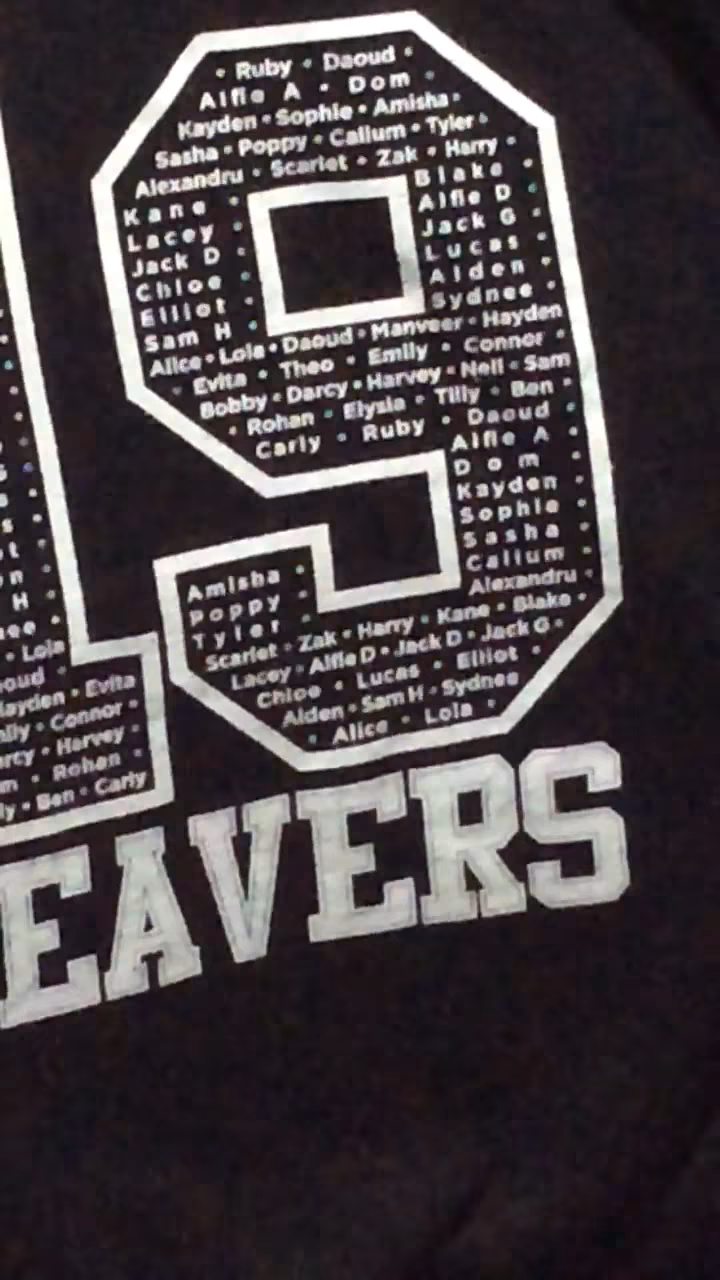 • Ruby • Daoud •
Alfie A • Dom •
Kayden • Sophie • Amisha •
Sasha • Poppy • Callum • Tyler •
Alexandru • Scarlet • Zak • Harry •
Kane •
Lacey •
Jack D •
Chloe •
Elliot •
Sam H •
Blake •
Alfie D •
Jack G •
Lucas •
Aiden •
Sydnee •
Alice • Lola • Daoud • Manveer • Hayden
• Evita • Theo • Emily • Connor •
Bobby • Darcy • Harvey • Nell • Sam
• Rohan • Elysia • Tilly • Ben •
Carly • Ruby • Daoud •
Alfie A •
Dom •
Kayden •
Sophie •
Sasha •
Callum •
Alexandru •
Amisha •
Poppy •
Tyler •
Scarlet • Zak • Harry • Kane • Blake •
Lacey • Alfie D • Jack D • Jack G •
Chloe • Lucas • Elliot •
Aiden • Sam H • Sydnee
• Alice • Lola •
H •
• Lola
• Evita
• Connor •
• Harvey •
• Rohan •
• Ben • Carly
EAVERS